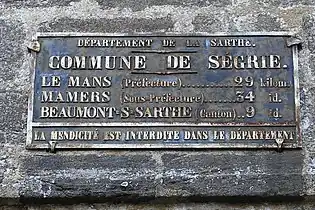 DÉPARTEMENT DE LA SARTHE.
COMMUNE DE SEGRIE.
LE MANS (Préfecture)..........29 kilom.
MAMERS (Sous-Préfecture)........34 id.
BEAUMONT-S-SARTHE (Canton)..9 id.
LA MENDICITÉ EST INTERDITE DANS LE DÉPARTEMENT